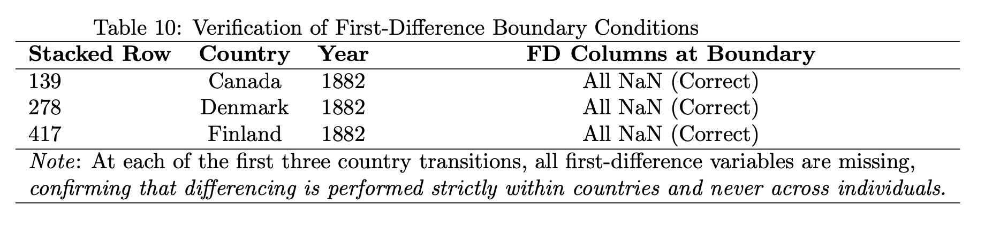 Table 10: Verification of First-Difference Boundary Conditions
Stacked Row Country Year FD Columns at Boundary
139 Canada 1882 All NaN (Correct)
278 Denmark 1882 All NaN (Correct)
417 Finland 1882 All NaN (Correct)
Note: At each of the first three country transitions, all first-difference variables are missing,
confirming that differencing is performed strictly within countries and never across individuals.